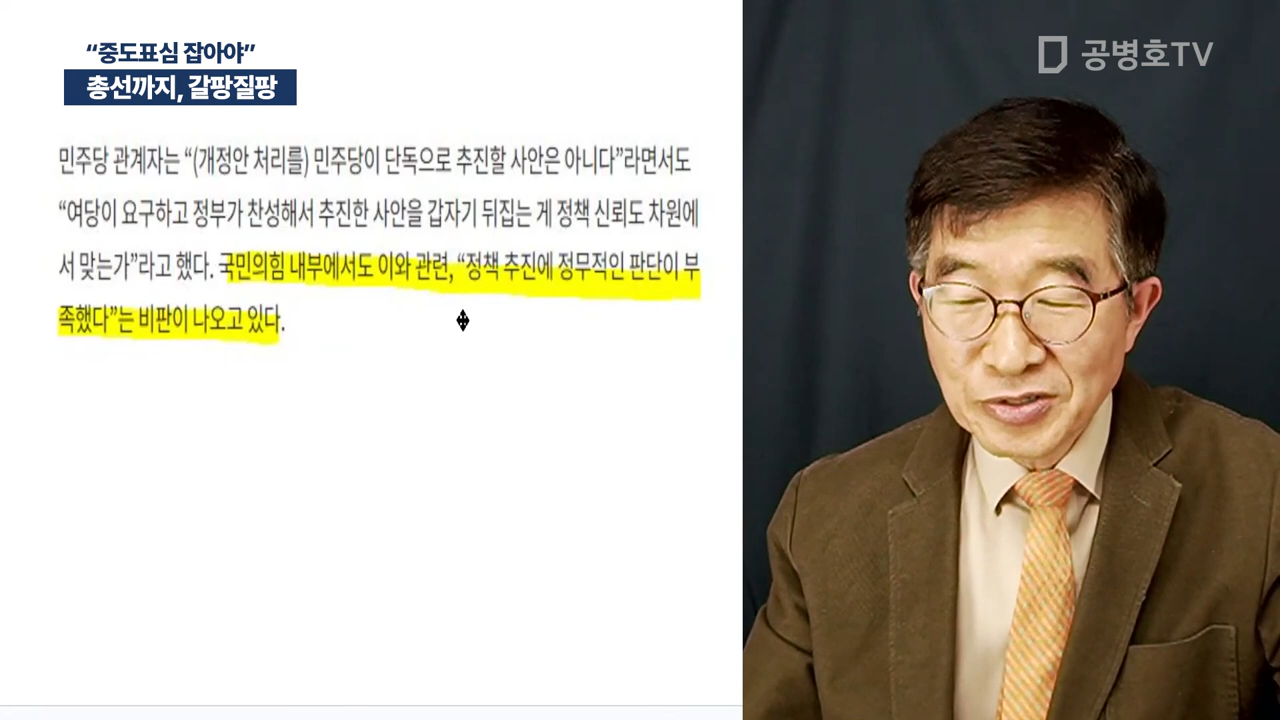 “중도표심 잡아야”
총선까지, 갈팡질팡
공병호TV
민주당 관계자는 “(개정안 처리를) 민주당이 단독으로 추진할 사안은 아니다”라면서도
“여당이 요구하고 정부가 찬성해서 추진한 사안을 갑자기 뒤집는 게 정책 신뢰도 차원에
서 맞는가”라고 했다. 국민의힘 내부에서도 이와 관련, “정책 추진에 정무적인 판단이 부
족했다”는 비판이 나오고 있다.